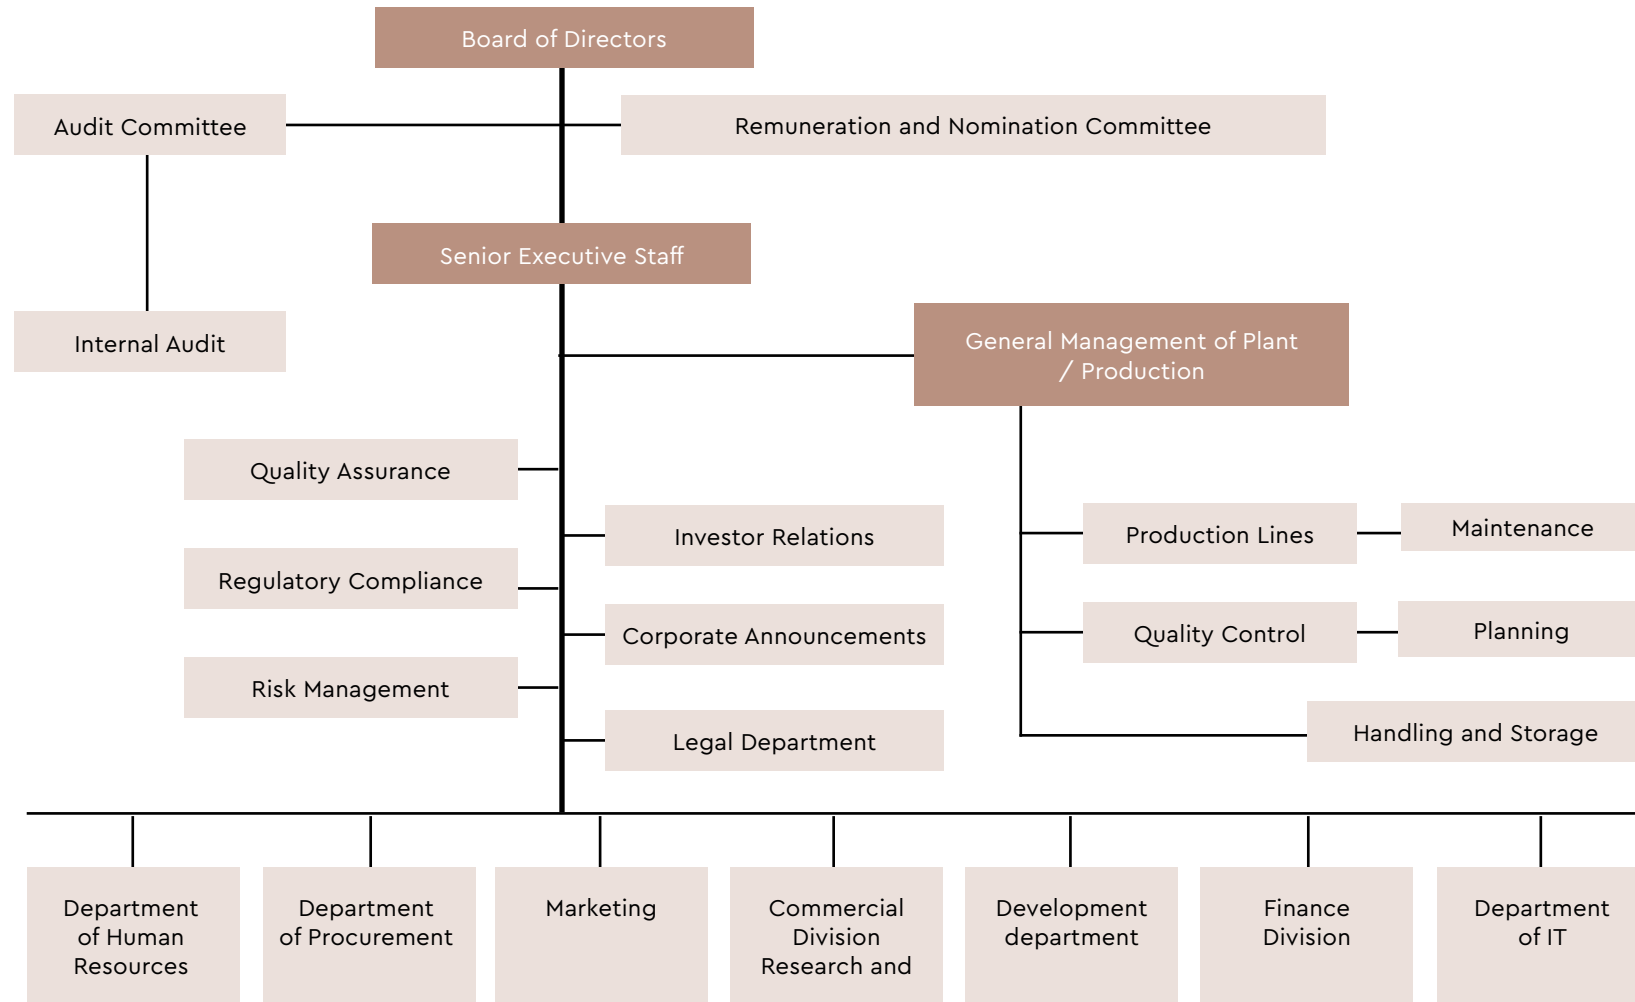 Board of Directors
Audit Committee
Remuneration and Nomination Committee
Senior Executive Staff
Internal Audit
General Management of Plant
/ Production
Quality Assurance
Investor Relations
Production Lines
Maintenance
Regulatory Compliance
Corporate Announcements
Quality Control
Planning
Risk Management
Legal Department
Handling and Storage
Department
of Human
Resources
Department
of Procurement
Marketing
Commercial
Division
Research and
Development
department
Finance
Division
Department
of IT